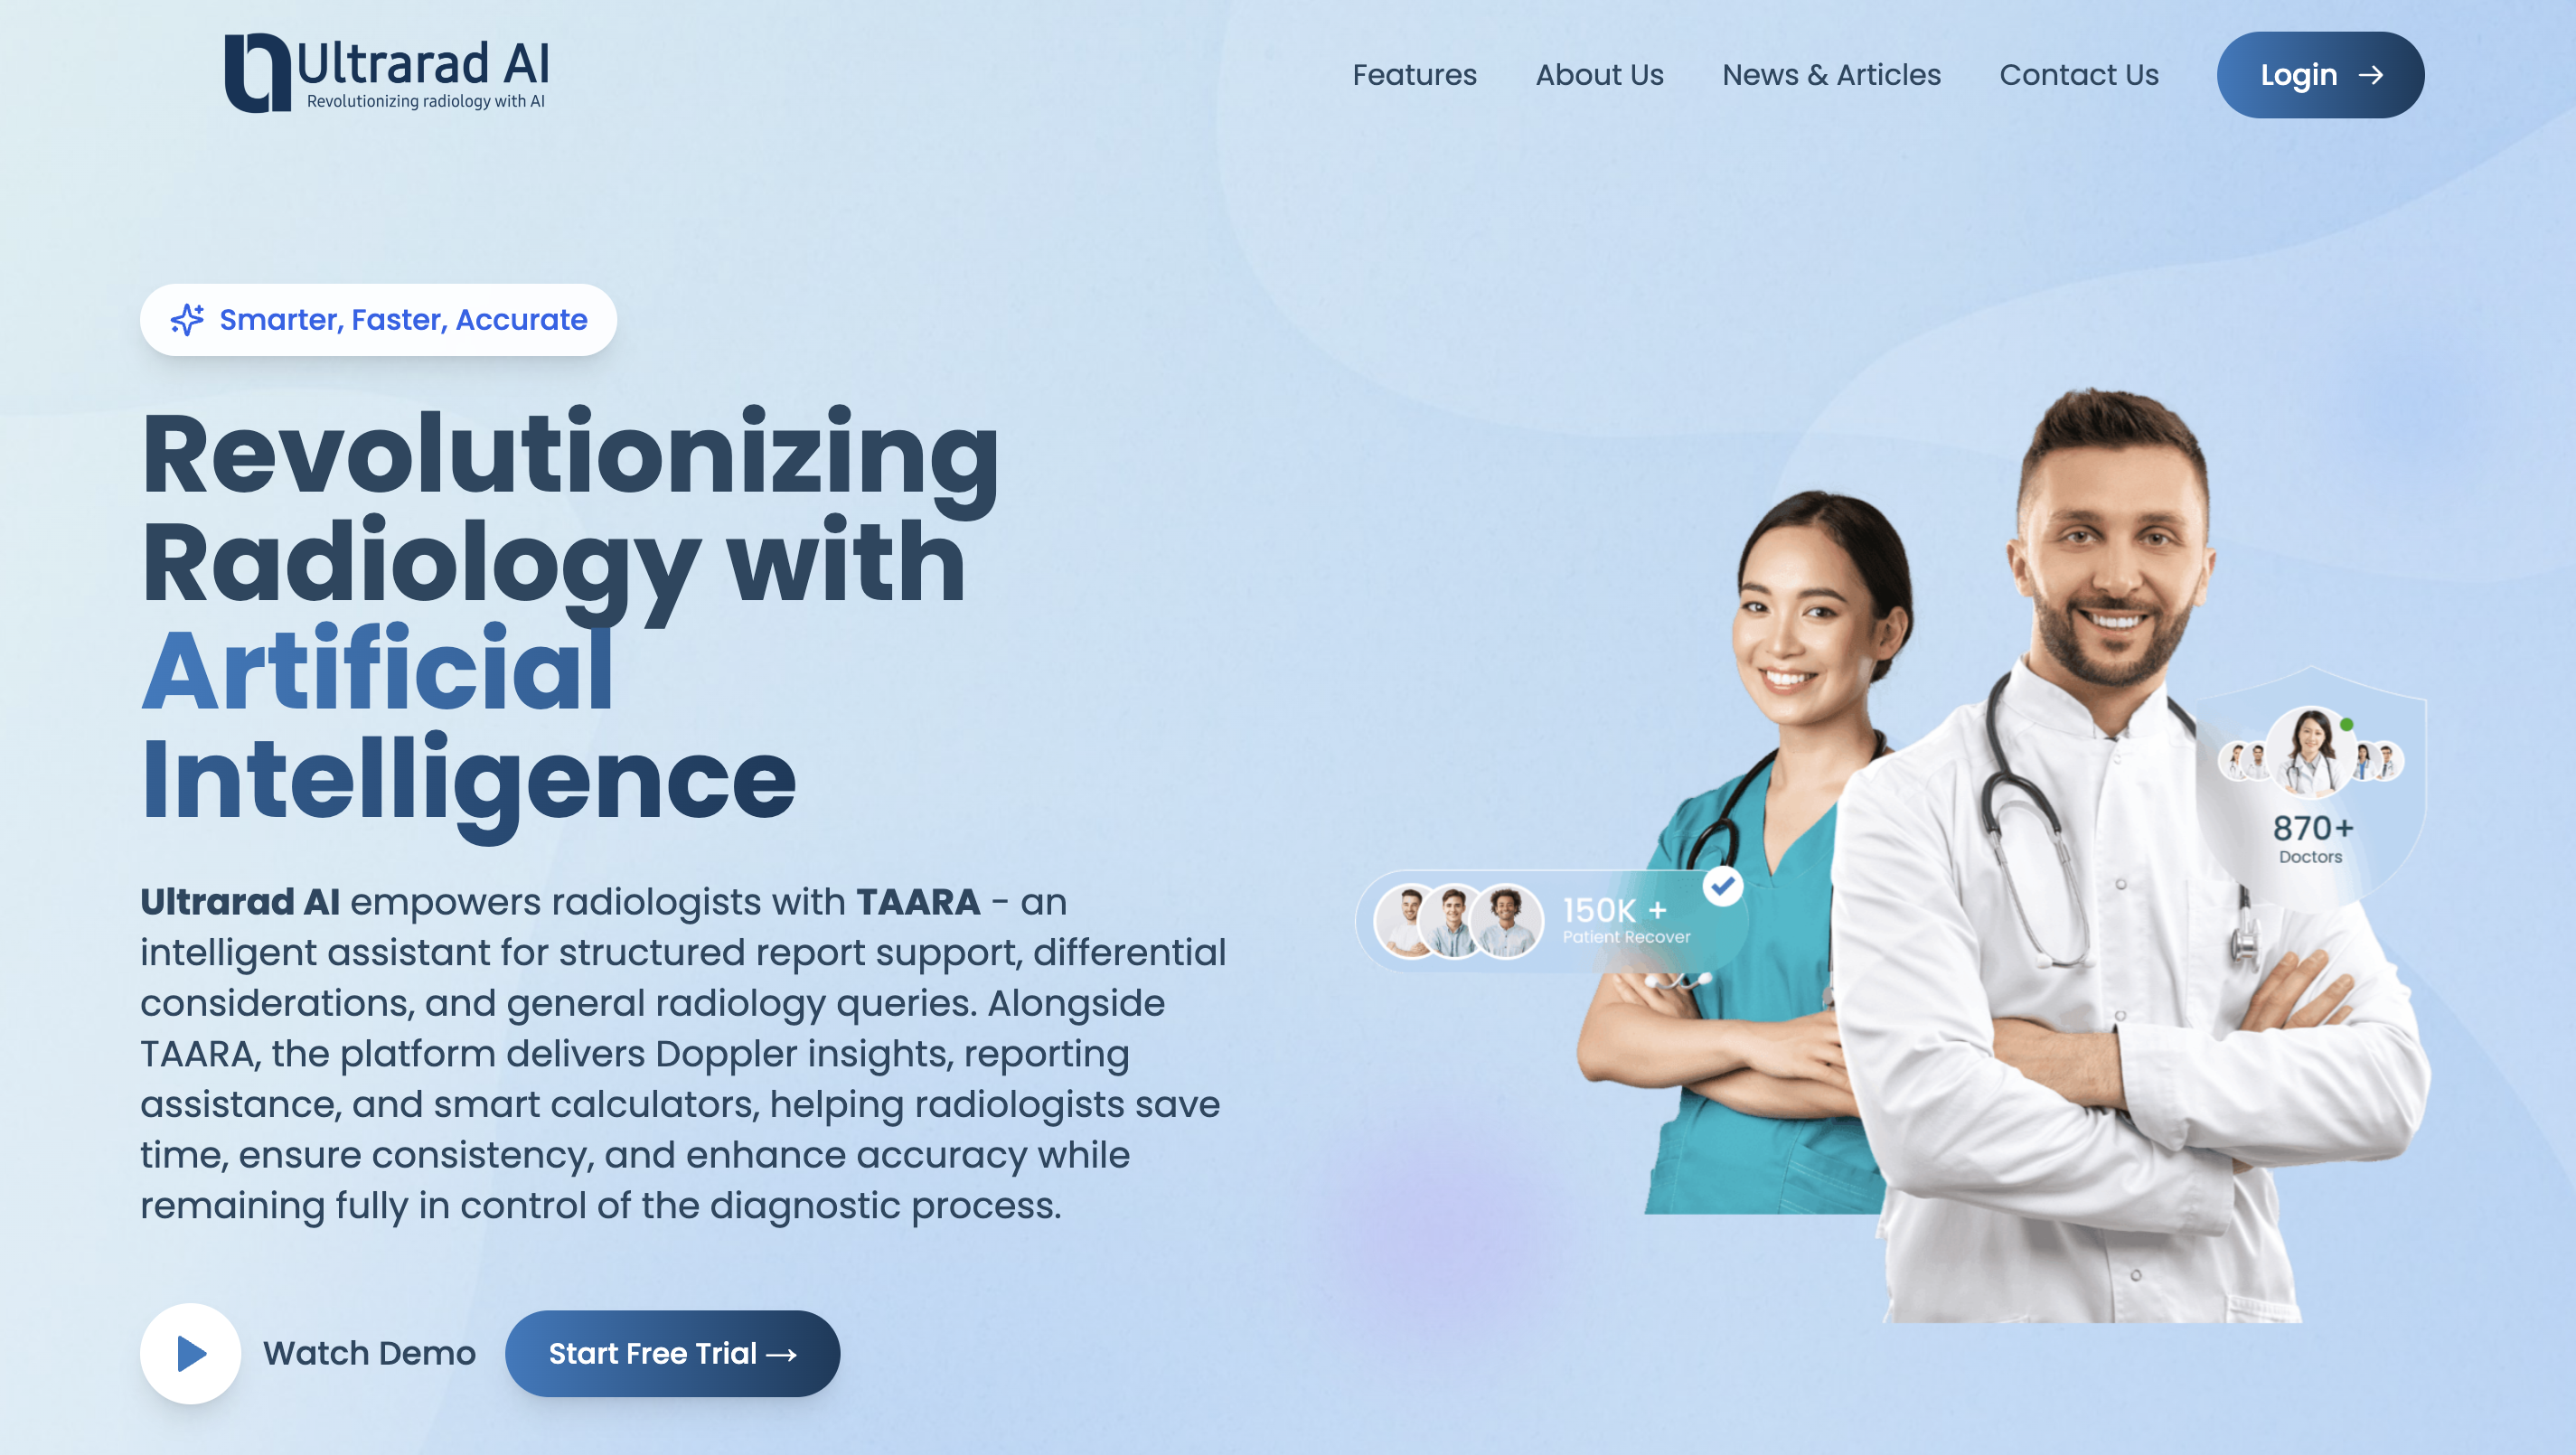 Ultrarad AI
Revolutionizing radiology with AI
Features
About Us
News & Articles
Contact Us
Login →
Smarter, Faster, Accurate
Revolutionizing
Radiology with
Artificial
Intelligence
Ultrarad AI empowers radiologists with TAARA - an
intelligent assistant for structured report support, differential
considerations, and general radiology queries. Alongside
TAARA, the platform delivers Doppler insights, reporting
assistance, and smart calculators, helping radiologists save
time, ensure consistency, and enhance accuracy while
remaining fully in control of the diagnostic process.
Watch Demo
Start Free Trial →
150K +
Patient Recover
870+
Doctors